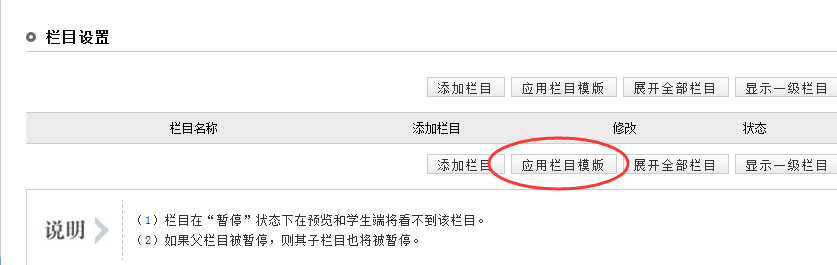 栏目设置
添加栏目 应用栏目模版 展开全部栏目 显示一级栏目
栏目名称 添加栏目 修改 状态
添加栏目 应用栏目模版 展开全部栏目 显示一级栏目
说明
（1）栏目在“暂停”状态下在预览和学生端将看不到该栏目。
（2）如果父栏目被暂停，则其子栏目也将被暂停。